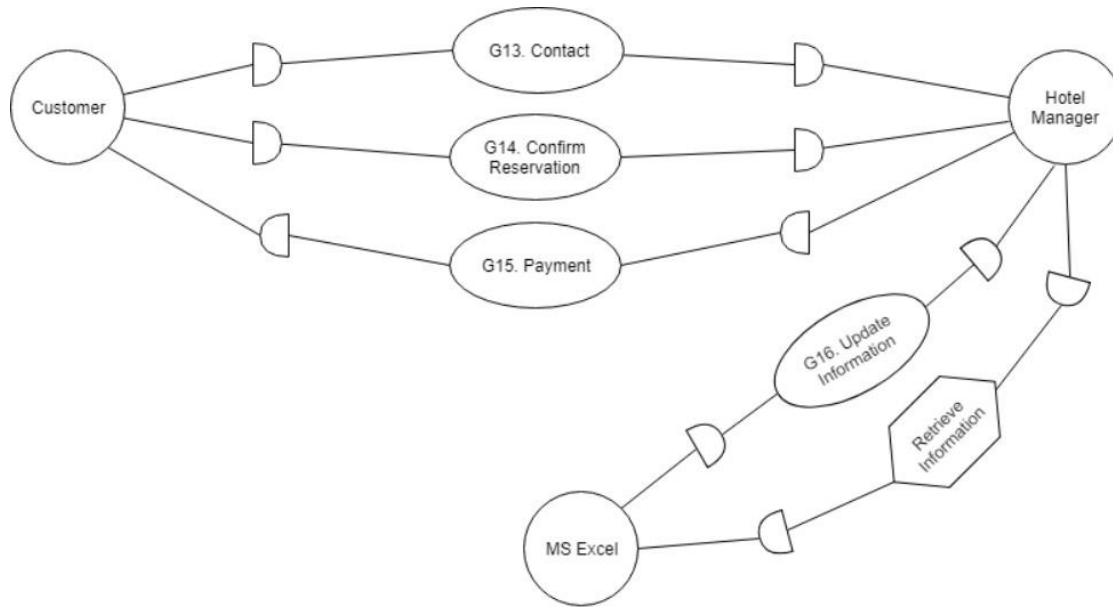 G13. Contact
Customer
Hotel
Manager
G14. Confirm
Reservation
G15. Payment
G16. Update
Information
Retrieve
Information
MS Excel